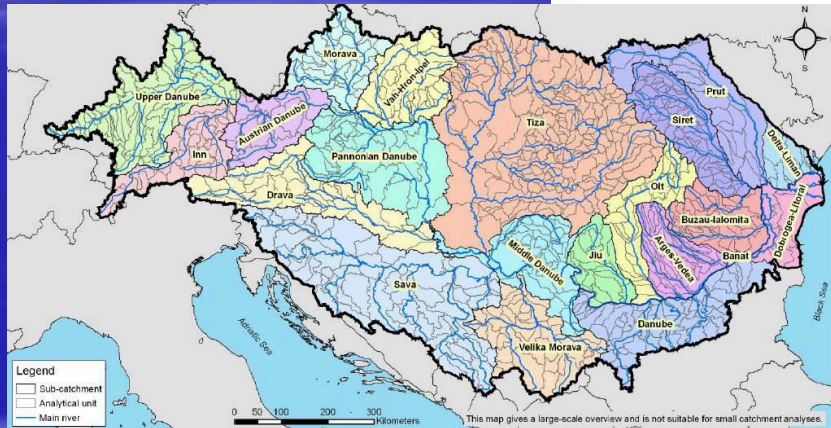 N
W
E
S
Morava
Vah-Hron-Ipel
Upper Danube
Prut
Austrian Danube
Tiza
Siret
Inn
Pannonian Danube
Delta-Liman
Olt
Drava
Buzau-Ialomita
Dobrogea-Litoral
Middle Danube
Jiu
Arges-Vedea
Banat
Sava
Black Sea
Adriatic Sea
Danube
Velika Morava
Legend
Sub-catchment
Analytical unit
Main river
0 50 100 200 300
Kilometers
This map gives a large-scale overview and is not suitable for small catchment analyses.